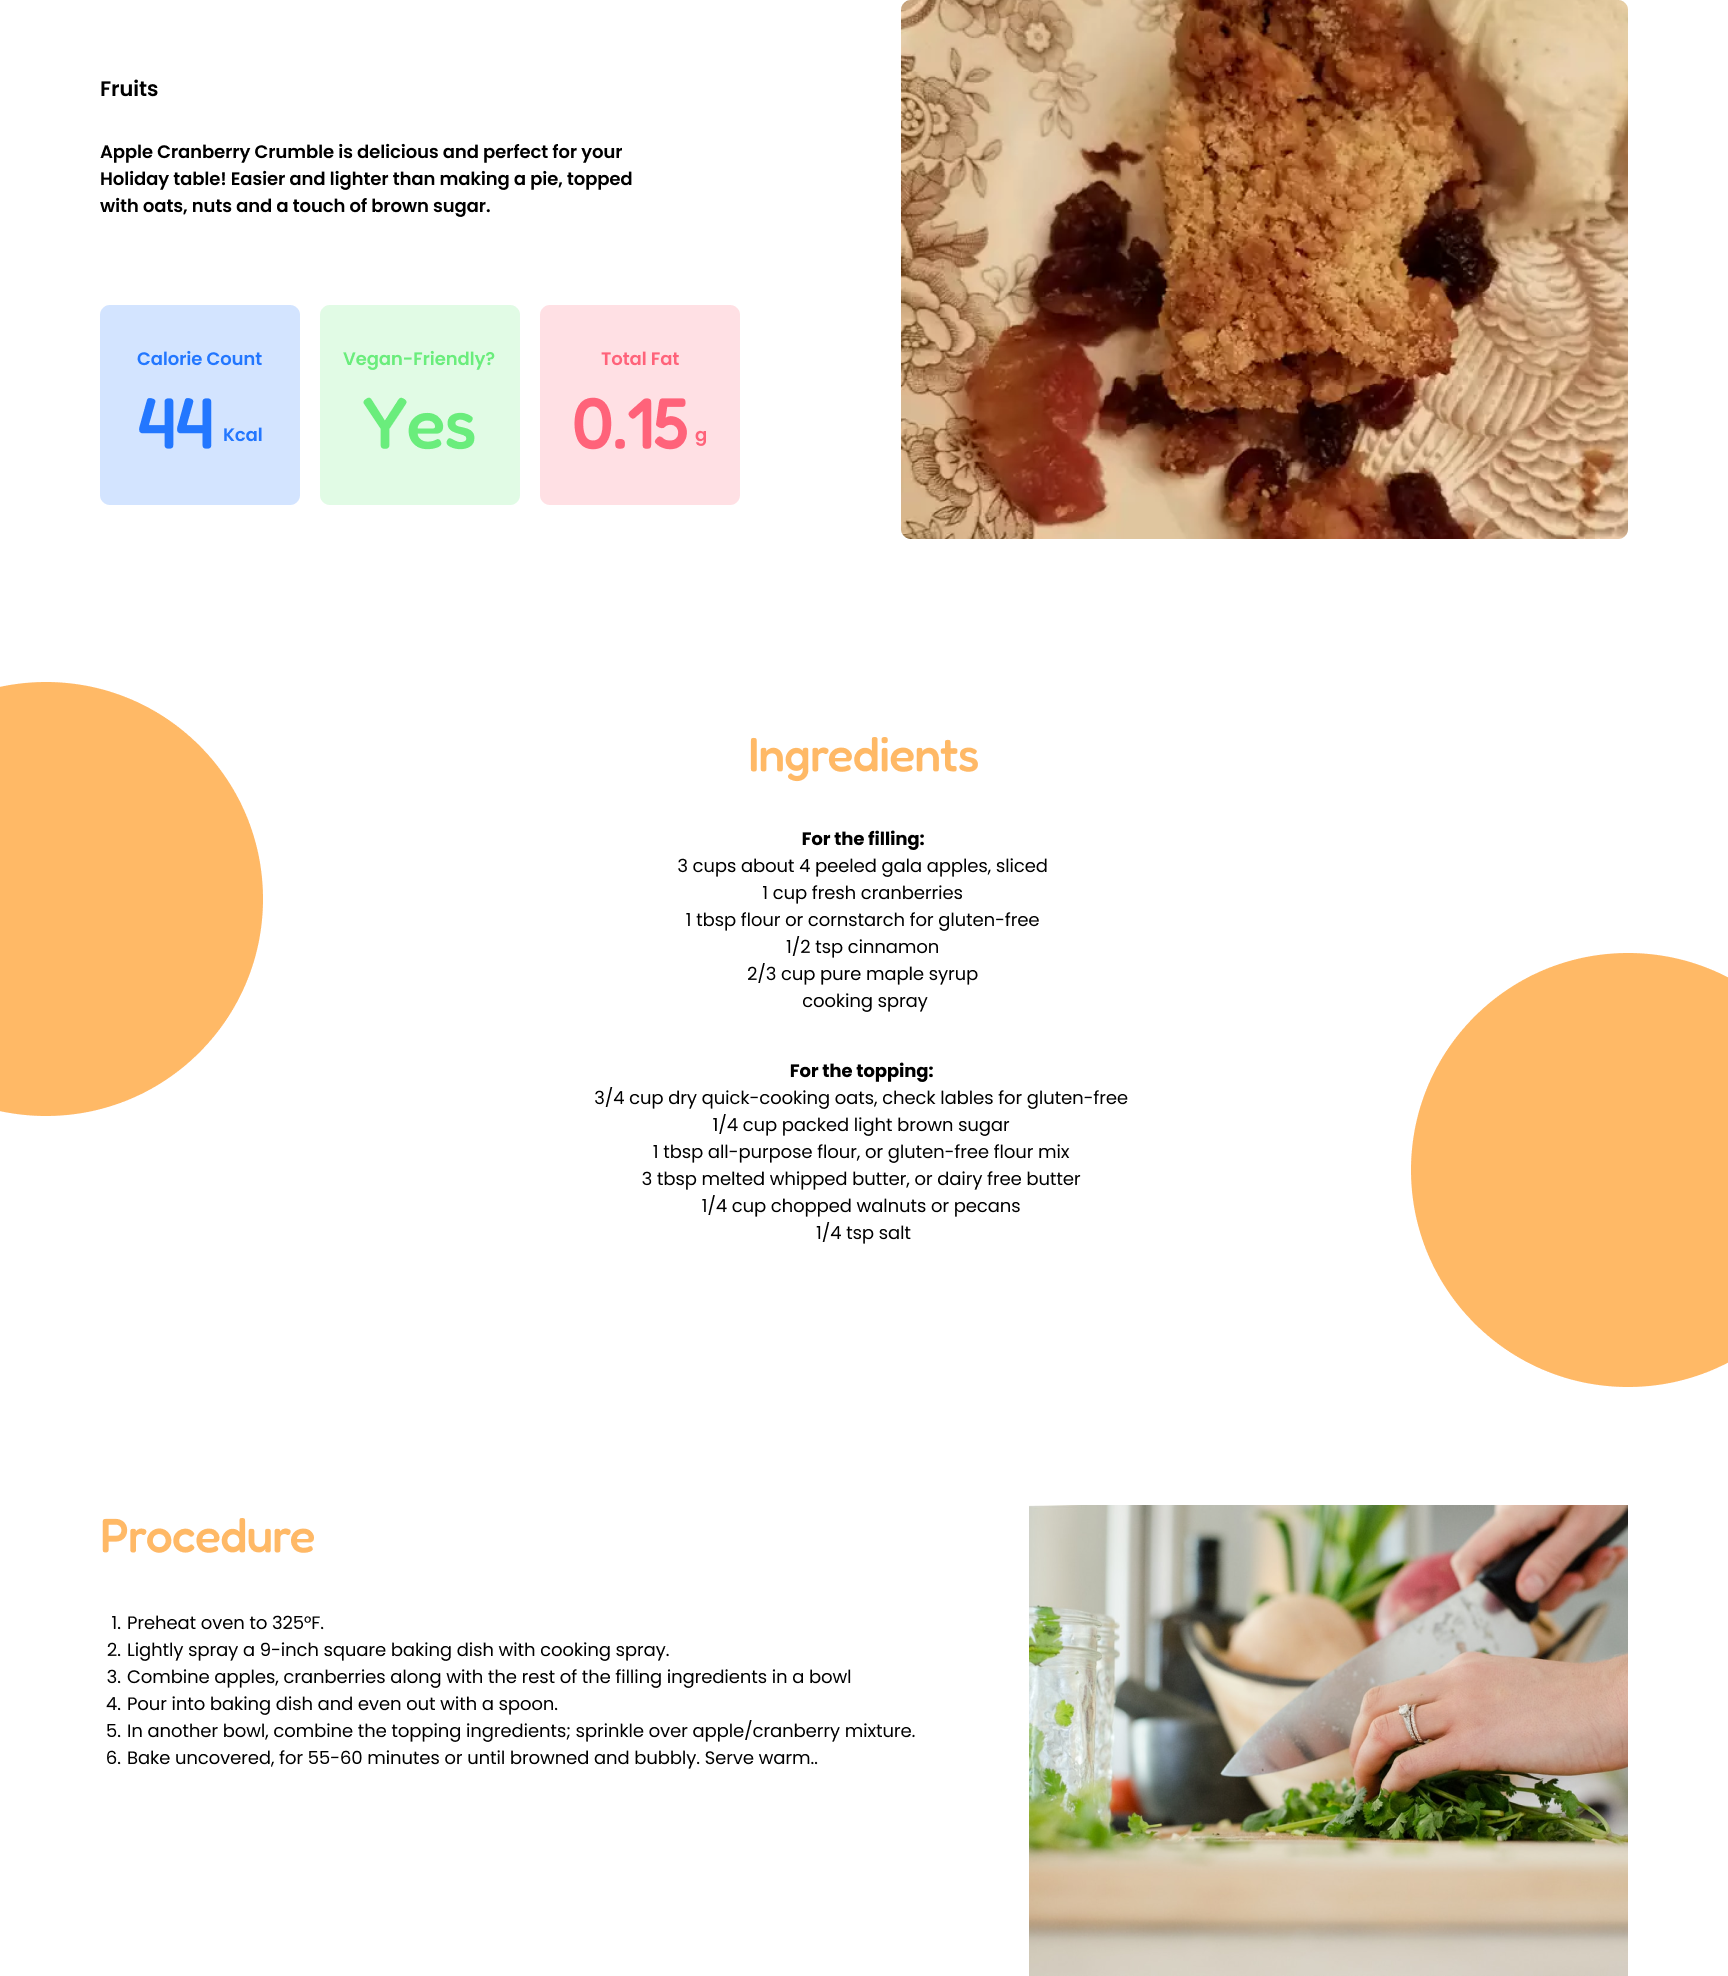 Fruits
Apple Cranberry Crumble is delicious and perfect for your
Holiday table! Easier and lighter than making a pie, topped
with oats, nuts and a touch of brown sugar.
Calorie Count
44 Kcal
Vegan-Friendly?
Yes
Total Fat
0.15 g
Ingredients
For the filling:
3 cups about 4 peeled gala apples, sliced
1 cup fresh cranberries
1 tbsp flour or cornstarch for gluten-free
1/2 tsp cinnamon
2/3 cup pure maple syrup
cooking spray
For the topping:
3/4 cup dry quick-cooking oats, check lables for gluten-free
1/4 cup packed light brown sugar
1 tbsp all-purpose flour, or gluten-free flour mix
3 tbsp melted whipped butter, or dairy free butter
1/4 cup chopped walnuts or pecans
1/4 tsp salt
Procedure
1. Preheat oven to 325°F.
2. Lightly spray a 9-inch square baking dish with cooking spray.
3. Combine apples, cranberries along with the rest of the filling ingredients in a bowl
4. Pour into baking dish and even out with a spoon.
5. In another bowl, combine the topping ingredients; sprinkle over apple/cranberry mixture.
6. Bake uncovered, for 55-60 minutes or until browned and bubbly. Serve warm..